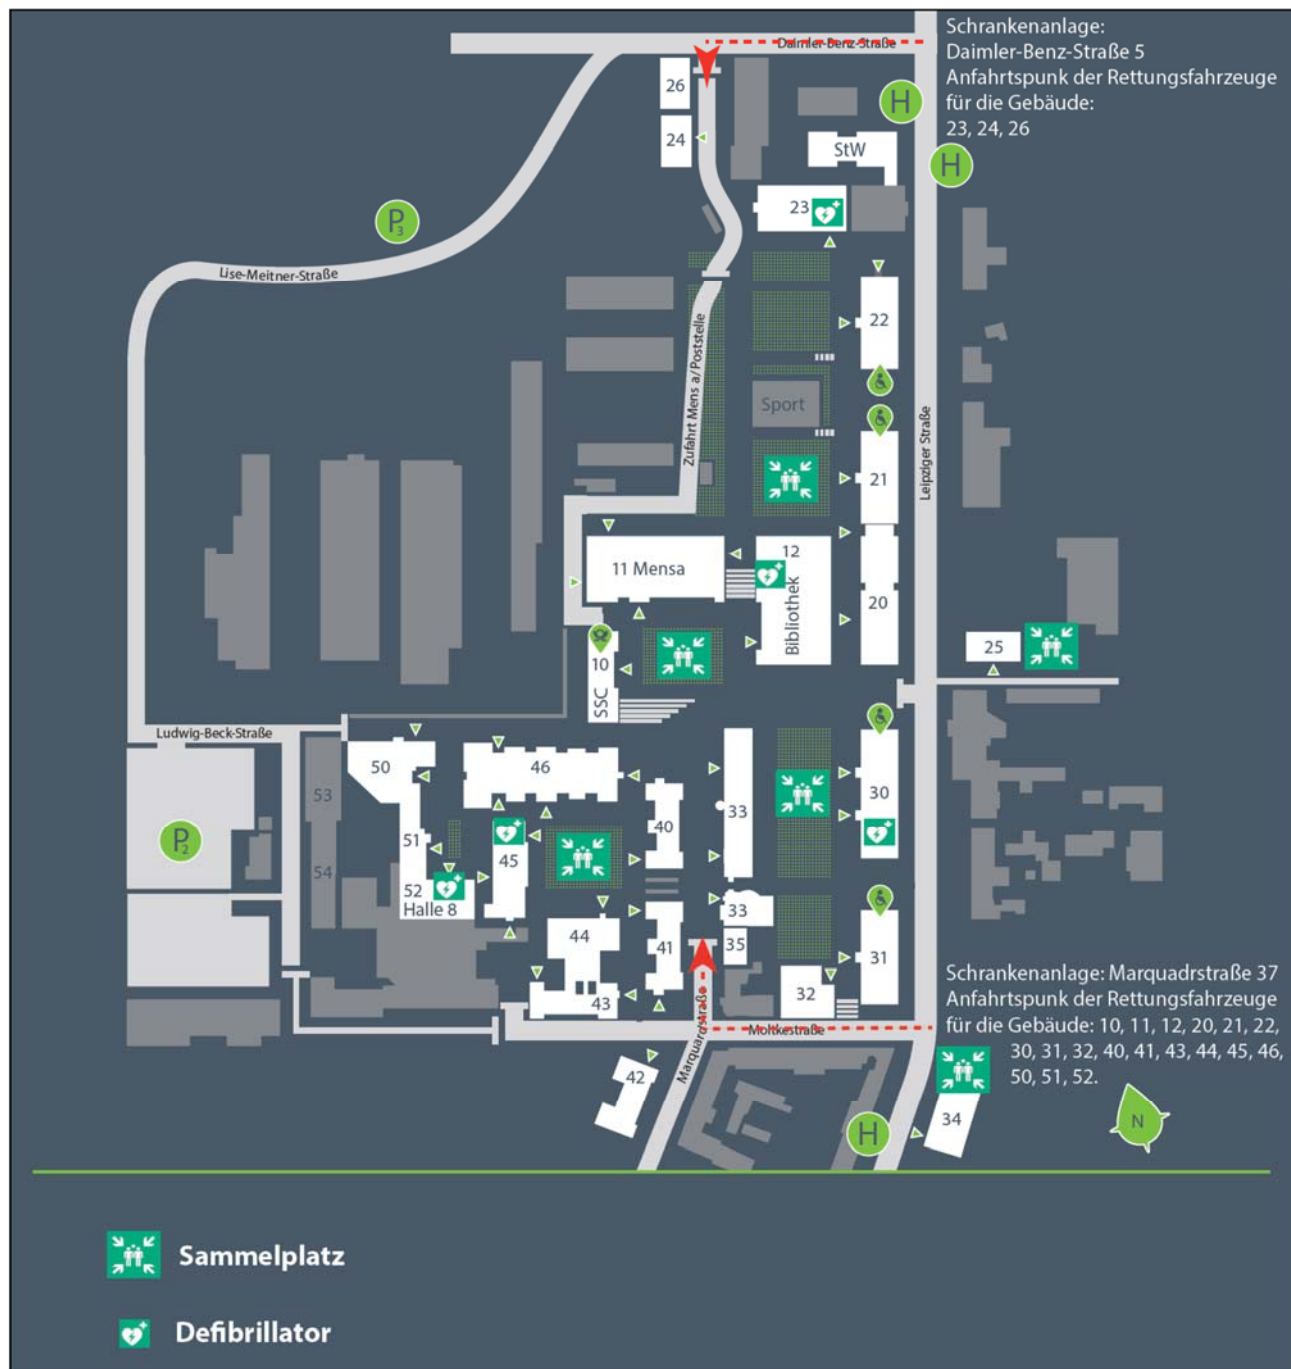 Schrankenanlage:
Daimler-Benz-Straße 5
Anfahrtspunk der Rettungsfahrzeuge
für die Gebäude:
23, 24, 26
Daimler-Benz-Straße
26
H
24
StW
H
23
P3
Lise-Meitner-Straße
22
Zufahrt Mens a/Poststelle
Sport
Leipziger Straße
21
11 Mensa
12
Bibliothek
20
25
10
SSC
Ludwig-Beck-Straße
50
46
53
30
33
40
P2
51
45
54
52
Halle 8
33
44
41
35
31
32
43
Schrankenanlage: Marquadrstraße 37
Anfahrtspunk der Rettungsfahrzeuge
für die Gebäude: 10, 11, 12, 20, 21, 22,
30, 31, 32, 40, 41, 43, 44, 45, 46,
50, 51, 52.
Marquardstraße
Moltkestraße
42
34
H
N
Sammelplatz
Defibrillator